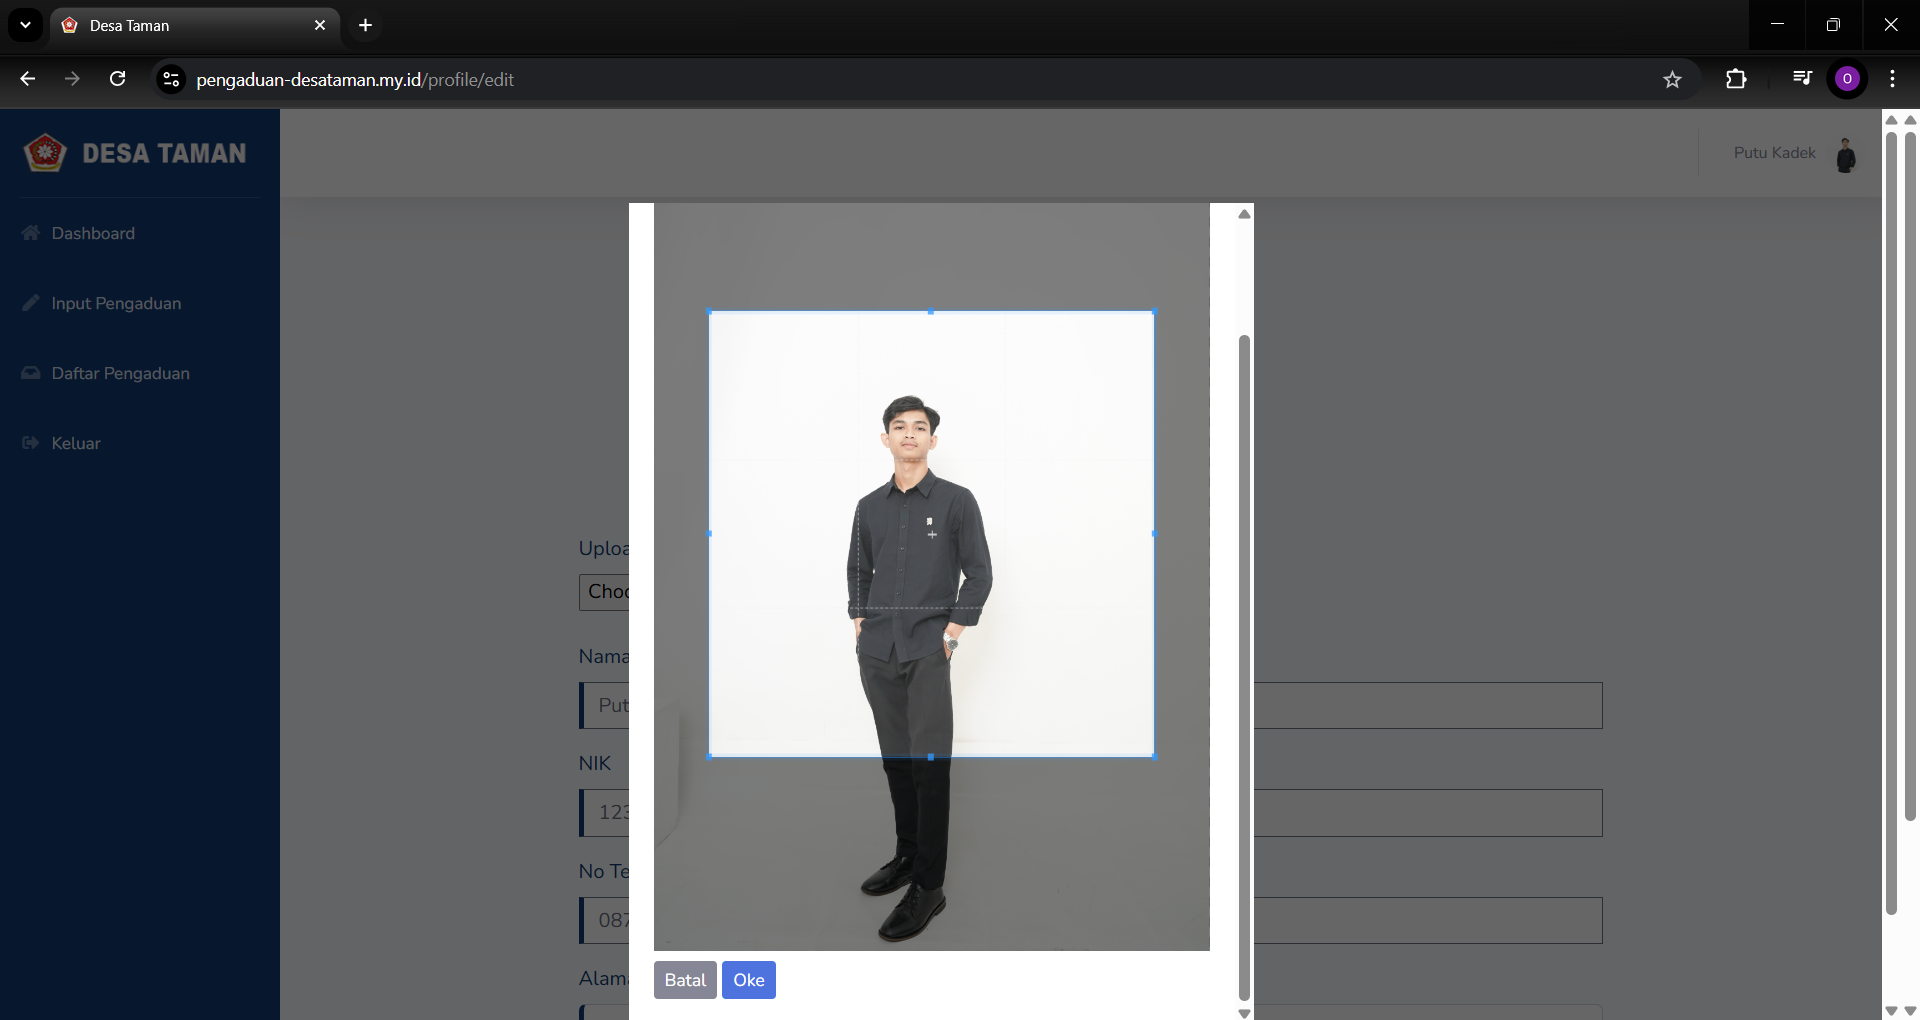 Desa Taman
pengaduan-desataman.my.id/profile/edit
O
DESA TAMAN
Putu Kadek
Dashboard
Input Pengaduan
Daftar Pengaduan
Keluar
Uploa
Choo
Nama
Put
NIK
123
No Te
087
Alama
Batal
Oke